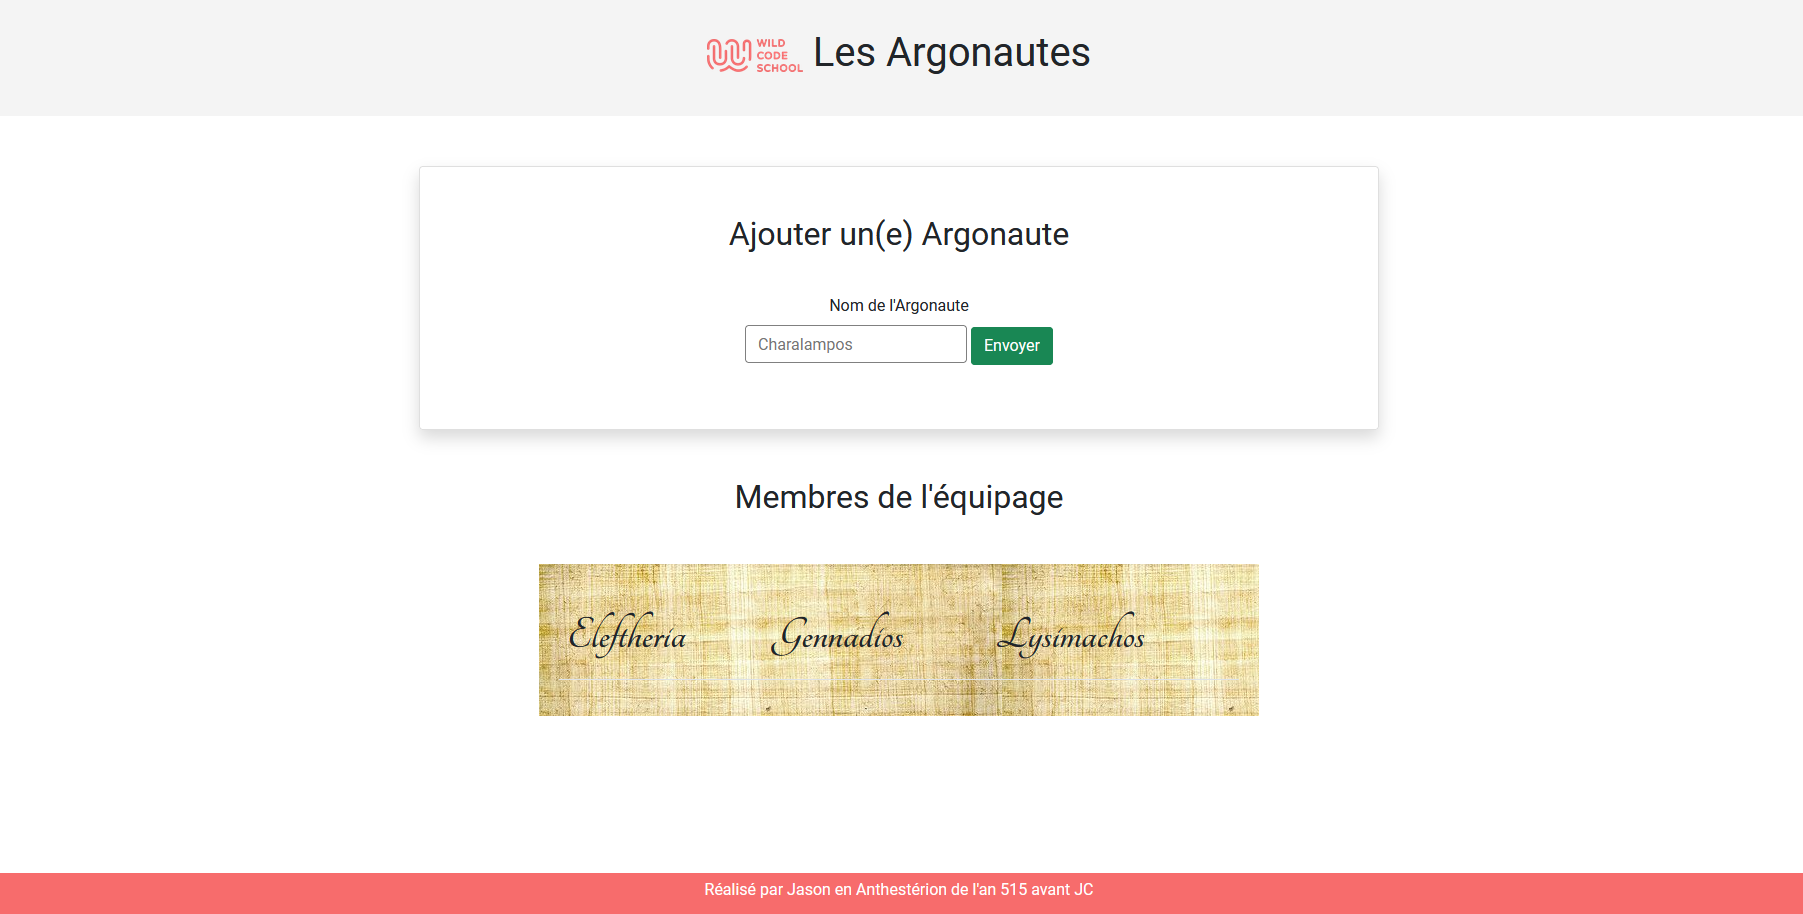 WILD
CODE
SCHOOL
Les Argonautes
Ajouter un(e) Argonaute
Nom de l'Argonaute
Charalampos
Envoyer
Membres de l'équipage
Eleftheria Gennadios Lysimachos
Réalisé par Jason en Anthestérion de l'an 515 avant JC